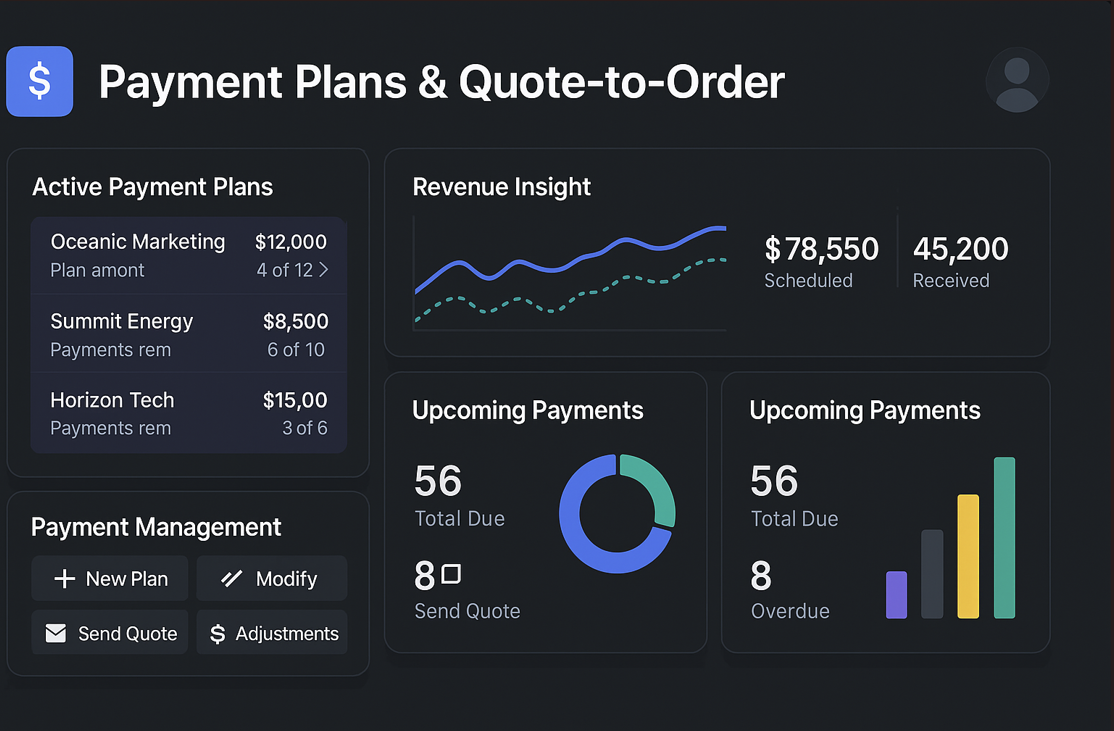 $ Payment Plans & Quote-to-Order
Active Payment Plans
Oceanic Marketing $12,000
Plan amont 4 of 12 >
Summit Energy $8,500
Payments rem 6 of 10
Horizon Tech $15,00
Payments rem 3 of 6
Payment Management
+ New Plan
Modify
Send Quote
$ Adjustments
Revenue Insight
$78,550
Scheduled
45,200
Received
Upcoming Payments
56
Total Due
8
Send Quote
Upcoming Payments
56
Total Due
8
Overdue